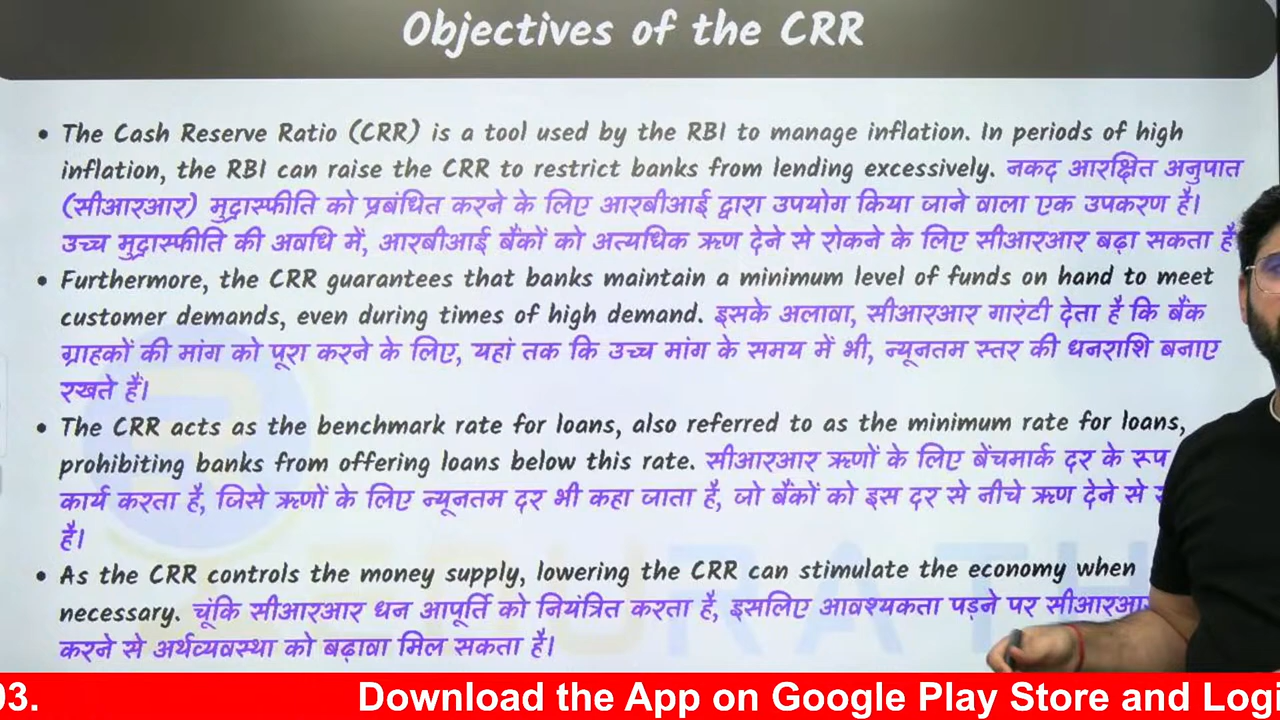 Objectives of the CRR
• The Cash Reserve Ratio (CRR) is a tool used by the RBI to manage inflation. In periods of high
inflation, the RBI can raise the CRR to restrict banks from lending excessively. नकद आरक्षित अनुपात
(सीआरआर) मुद्रास्फीति को प्रबंधित करने के लिए आरबीआई द्वारा उपयोग किया जाने वाला एक उपकरण है।
उच्च मुद्रास्फीति की अवधि में, आरबीआई बैंकों को अत्यधिक ऋण देने से रोकने के लिए सीआरआर बढ़ा सकता है
• Furthermore, the CRR guarantees that banks maintain a minimum level of funds on hand to meet
customer demands, even during times of high demand. इसके अलावा, सीआरआर गारंटी देता है कि बैंक
ग्राहकों की मांग को पूरा करने के लिए, यहां तक कि उच्च मांग के समय में भी, न्यूनतम स्तर की धनराशि बनाए
रखते हैं।
• The CRR acts as the benchmark rate for loans, also referred to as the minimum rate for loans,
prohibiting banks from offering loans below this rate. सीआरआर ऋणों के लिए बेंचमार्क दर के रूप
कार्य करता है, जिसे ऋणों के लिए न्यूनतम दर भी कहा जाता है, जो बैंकों को इस दर से नीचे ऋण देने से
है।
• As the CRR controls the money supply, lowering the CRR can stimulate the economy when
necessary. चूंकि सीआरआर धन आपूर्ति को नियंत्रित करता है, इसलिए आवश्यकता पड़ने पर सीआरआर
करने से अर्थव्यवस्था को बढ़ावा मिल सकता है।
03. Download the App on Google Play Store and Logi